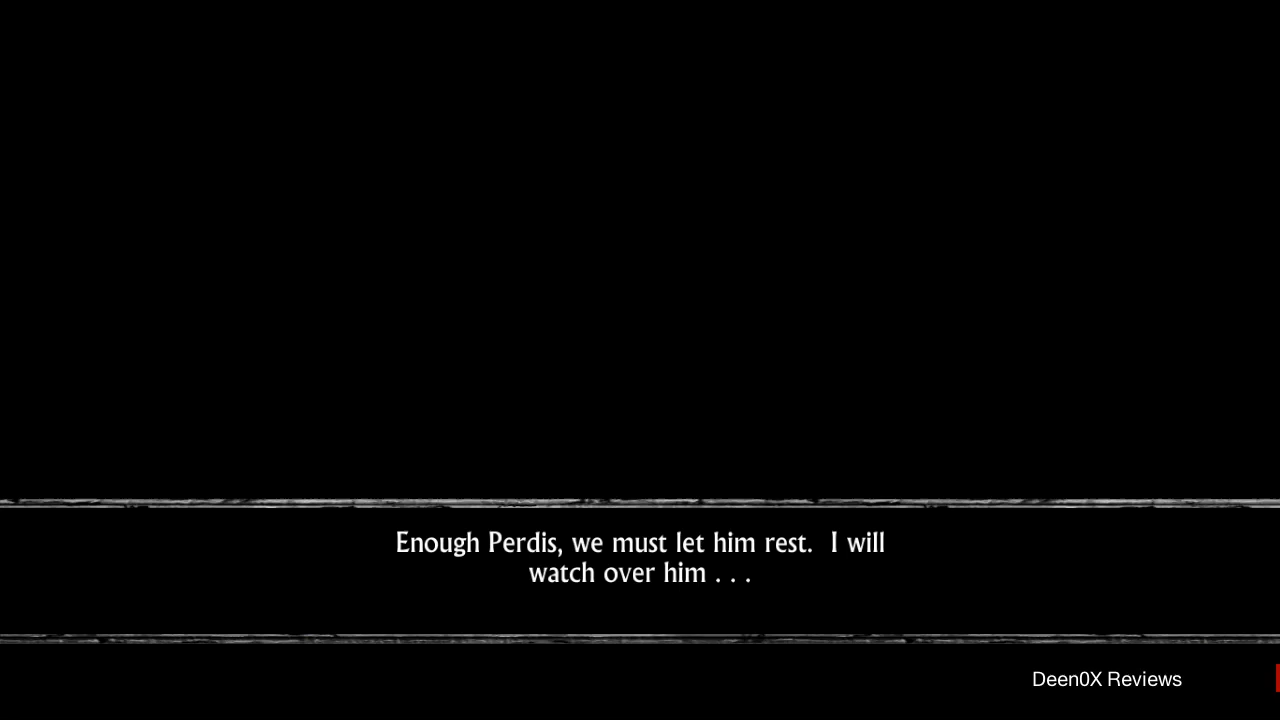 Enough Perdis, we must let him rest.  I will
watch over him . . .
Deen0X Reviews